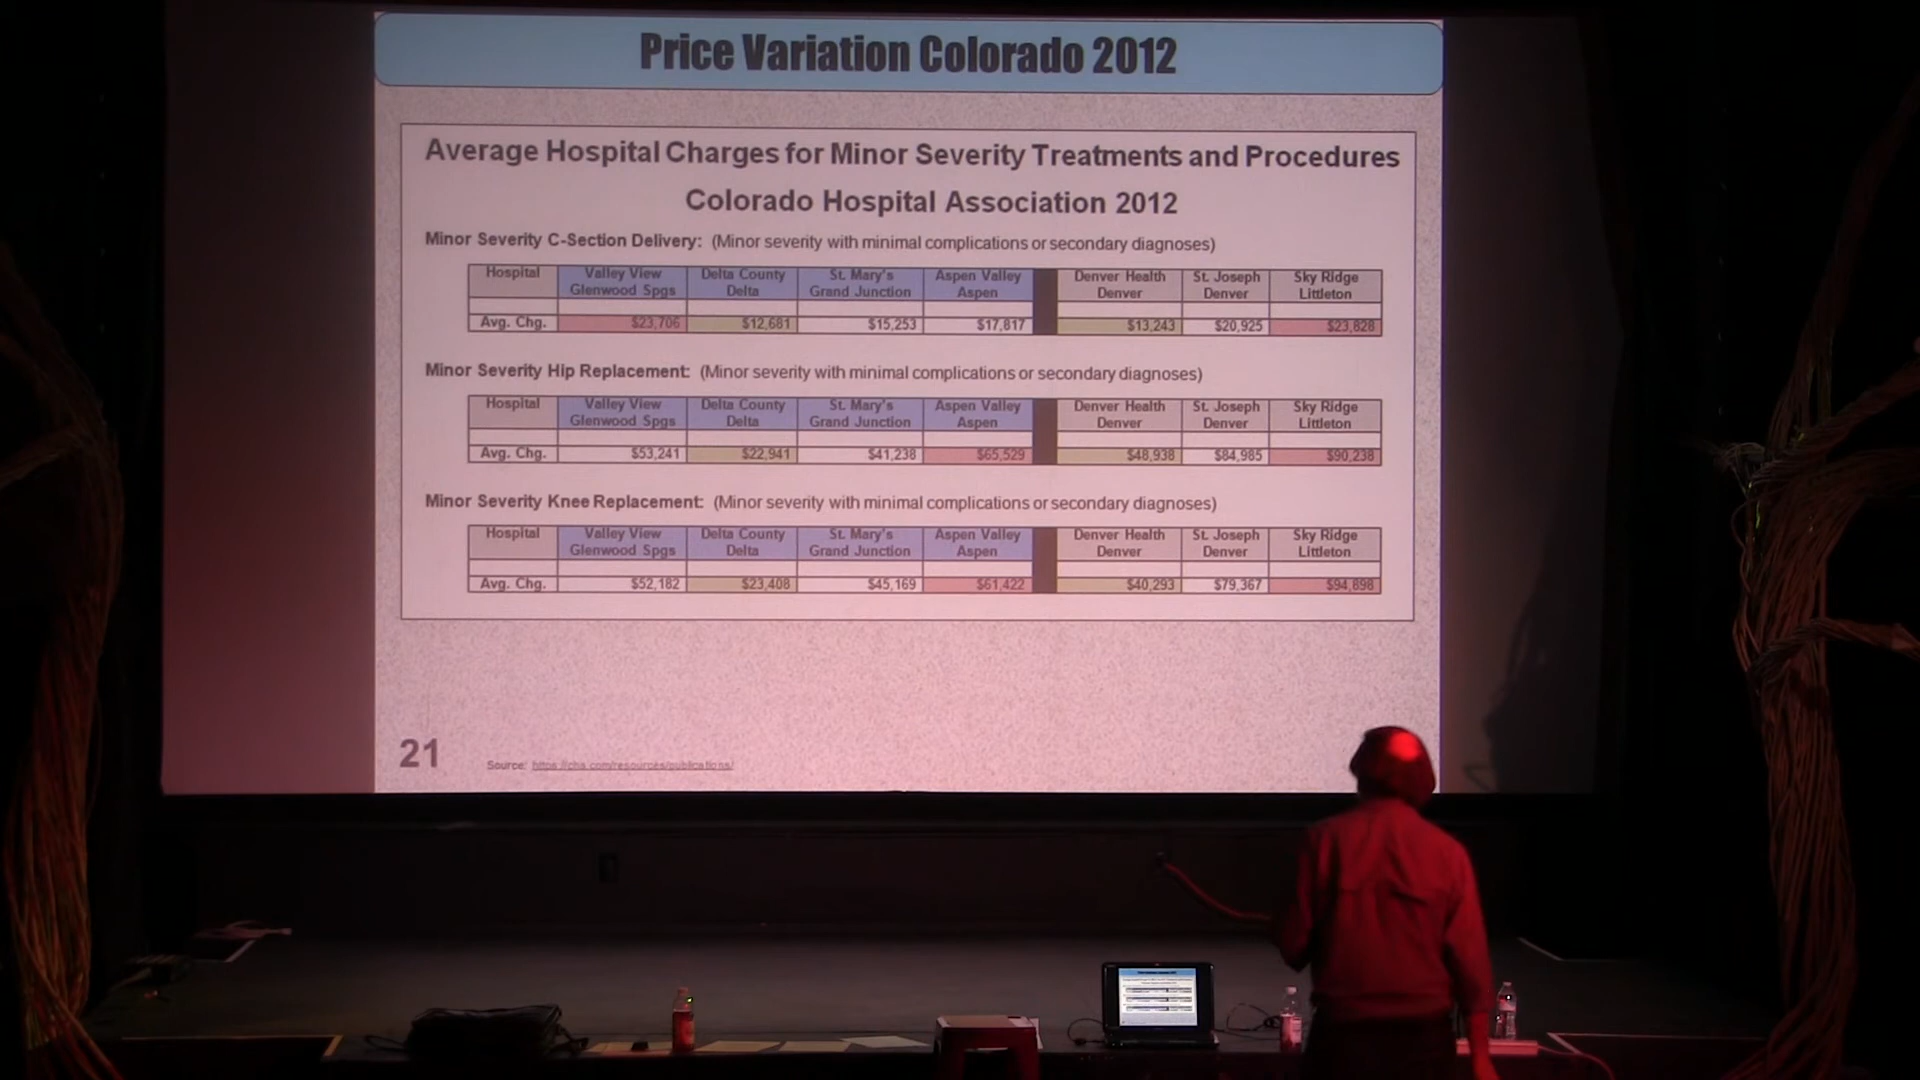 Price Variation Colorado 2012
Average Hospital Charges for Minor Severity Treatments and Procedures
Colorado Hospital Association 2012
Minor Severity C-Section Delivery: (Minor severity with minimal complications or secondary diagnoses)
Hospital Valley View Delta County St. Mary's Aspen Valley Denver Health St. Joseph Sky Ridge
Glenwood Spgs Delta Grand Junction Aspen Denver Denver Littleton
Avg. Chg. $23,706 $12,681 $15,253 $17,817 $13,243 $20,925 $23,828
Minor Severity Hip Replacement: (Minor severity with minimal complications or secondary diagnoses)
Hospital Valley View Delta County St. Mary's Aspen Valley Denver Health St. Joseph Sky Ridge
Glenwood Spgs Delta Grand Junction Aspen Denver Denver Littleton
Avg. Chg. $53,241 $22,941 $41,238 $65,529 $48,938 $84,985 $90,238
Minor Severity Knee Replacement: (Minor severity with minimal complications or secondary diagnoses)
Hospital Valley View Delta County St. Mary's Aspen Valley Denver Health St. Joseph Sky Ridge
Glenwood Spgs Delta Grand Junction Aspen Denver Denver Littleton
Avg. Chg. $52,182 $23,408 $45,169 $61,422 $40,293 $79,367 $94,898
21
Source: https://cha.com/resources/publications/